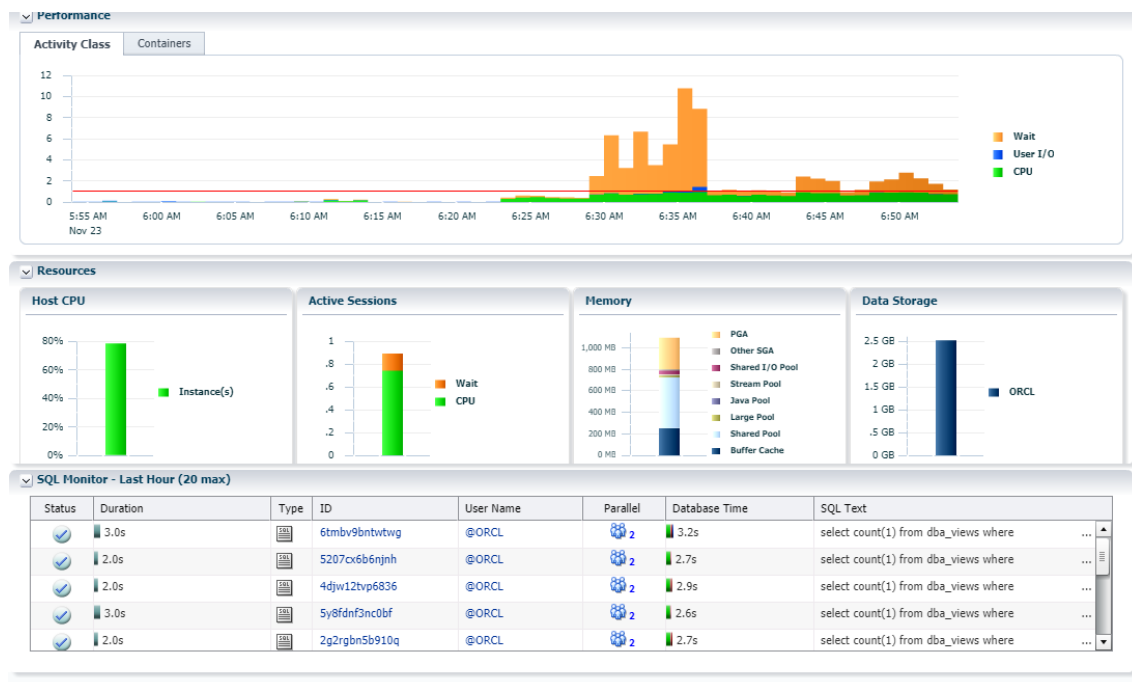 Performance
Activity Class Containers
12
10
8
6
4
2
0
5:55 AM 6:00 AM 6:05 AM 6:10 AM 6:15 AM 6:20 AM 6:25 AM 6:30 AM 6:35 AM 6:40 AM 6:45 AM 6:50 AM
Nov 23
Wait
User I/O
CPU
Resources
Host CPU
80%
60%
40%
20%
0%
Instance(s)
Active Sessions
1
.8
.6
.4
.2
0
Wait
CPU
Memory
1,000 MB
800 MB
600 MB
400 MB
200 MB
0 MB
PGA
Other SGA
Shared I/O Pool
Stream Pool
Java Pool
Large Pool
Shared Pool
Buffer Cache
Data Storage
2.5 GB
2 GB
1.5 GB
1 GB
.5 GB
0 GB
ORCL
SQL Monitor - Last Hour (20 max)
Status Duration Type ID User Name Parallel Database Time SQL Text
3.0s SQL 6tmbv9bntwtwg @ORCL 2 3.2s select count(1) from dba_views where ...
2.0s SQL 5207cx6b6njnh @ORCL 2 2.7s select count(1) from dba_views where ...
2.0s SQL 4djw12tvp6836 @ORCL 2 2.9s select count(1) from dba_views where ...
3.0s SQL 5y8fdnf3nc0bf @ORCL 2 2.6s select count(1) from dba_views where ...
2.0s SQL 2g2rgbn5b910q @ORCL 2 2.7s select count(1) from dba_views where ...